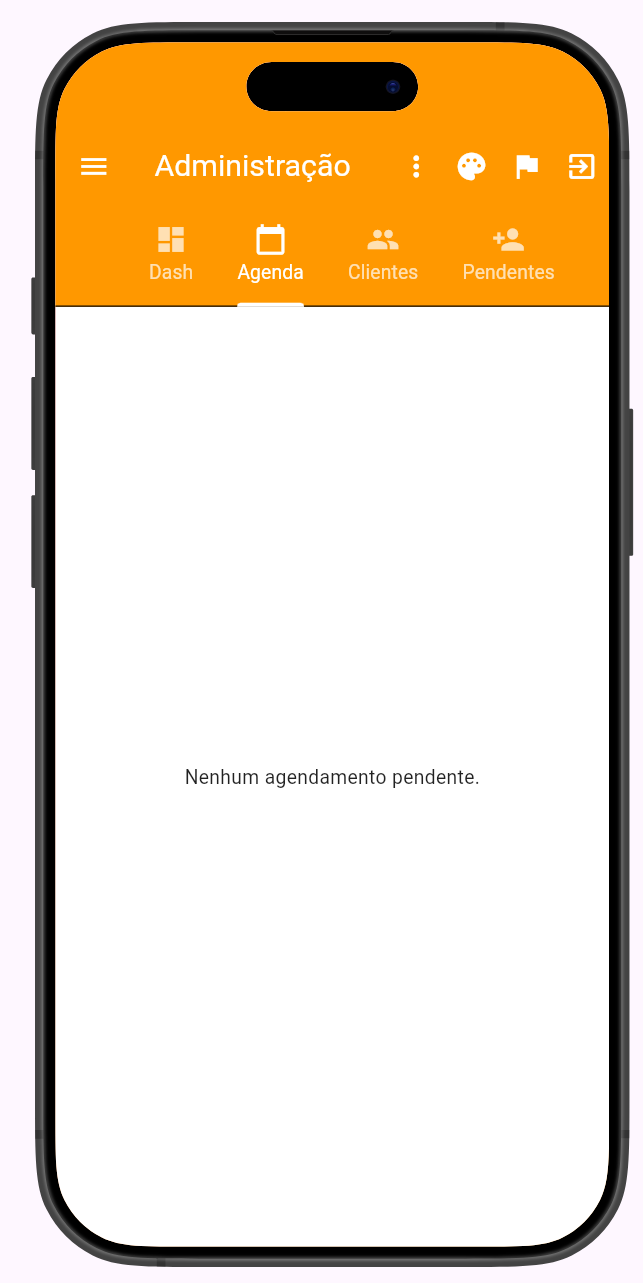 Administração
Dash
Agenda
Clientes
Pendentes
Nenhum agendamento pendente.